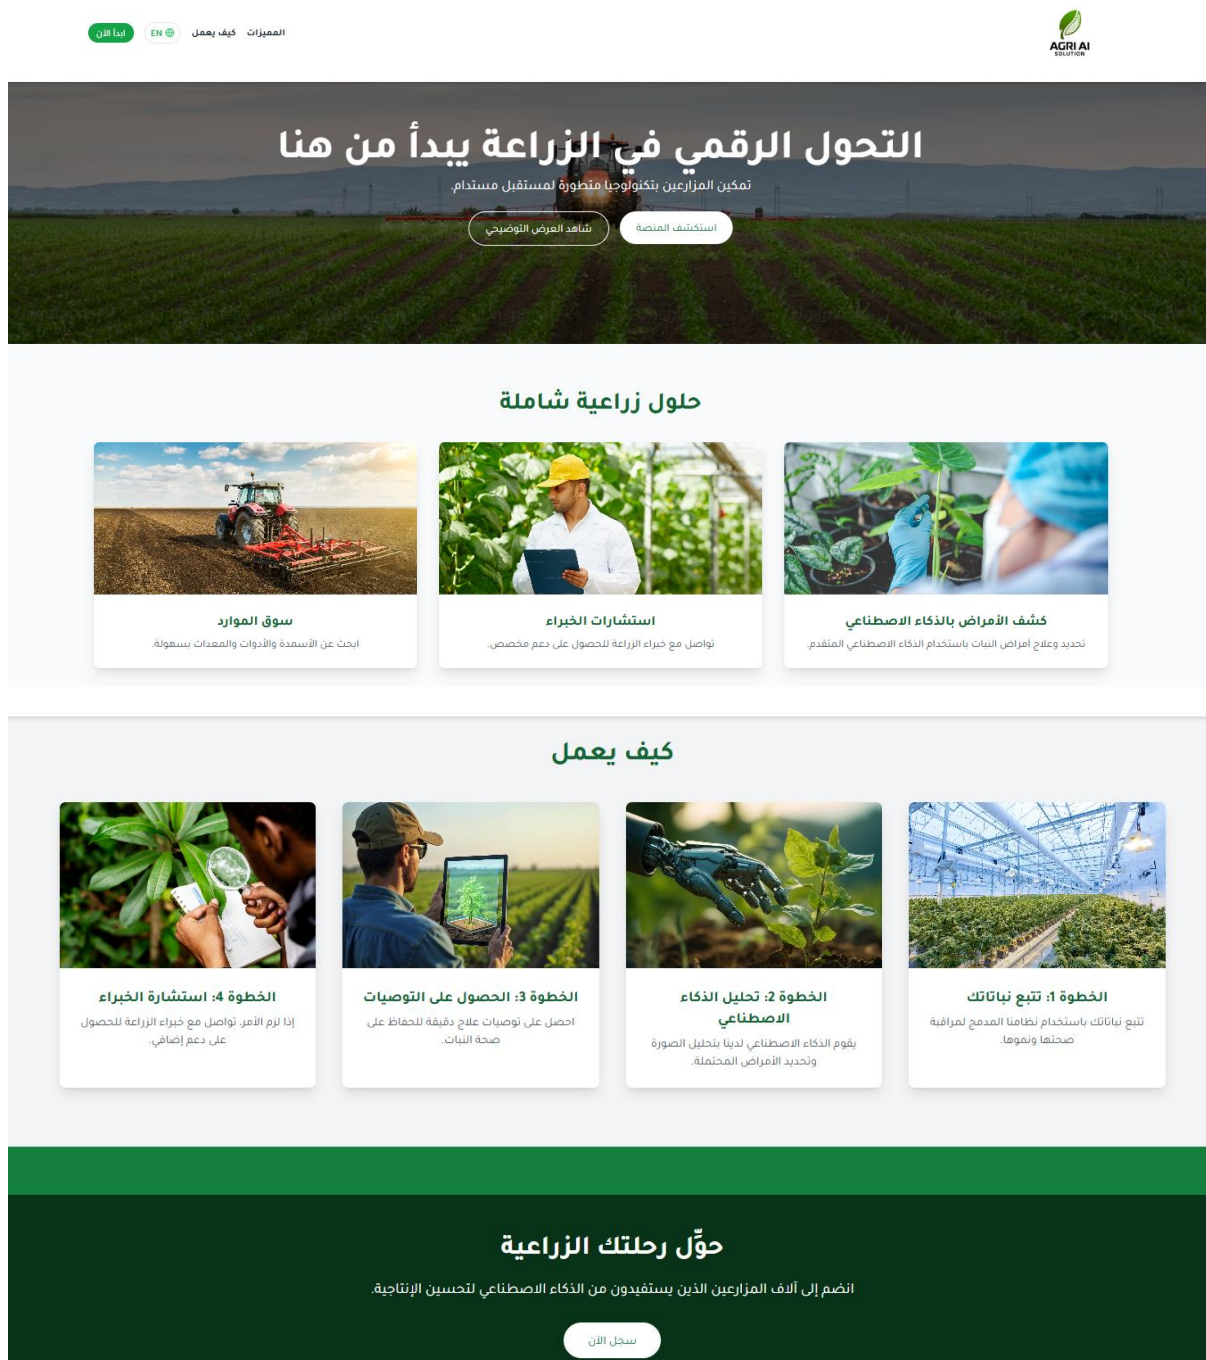 AGRI AI
SOLUTION
المميزات كيف يعمل EN ابدأ الآن
التحول الرقمي في الزراعة يبدأ من هنا
تمكين المزارعين بتكنولوجيا متطورة لمستقبل مستدام.
استكشف المنصة
شاهد العرض التوضيحي
حلول زراعية شاملة
كشف الأمراض بالذكاء الاصطناعي
تحديد وعلاج أمراض النبات باستخدام الذكاء الاصطناعي المتقدم.
استشارات الخبراء
تواصل مع خبراء الزراعة للحصول على دعم مخصص.
سوق الموارد
ابحث عن الأسمدة والأدوات والمعدات بسهولة.
كيف يعمل
الخطوة 1: تتبع نباتاتك
تتبع نباتاتك باستخدام نظامنا المدمج لمراقبة
صحتها ونموها.
الخطوة 2: تحليل الذكاء
الاصطناعي
يقوم الذكاء الاصطناعي لدينا بتحليل الصورة
وتحديد الأمراض المحتملة.
الخطوة 3: الحصول على التوصيات
احصل على توصيات علاج دقيقة للحفاظ على
صحة النبات.
الخطوة 4: استشارة الخبراء
إذا لزم الأمر، تواصل مع خبراء الزراعة للحصول
على دعم إضافي.
حوِّل رحلتك الزراعية
انضم إلى آلاف المزارعين الذين يستفيدون من الذكاء الاصطناعي لتحسين الإنتاجية.
سجل الآن